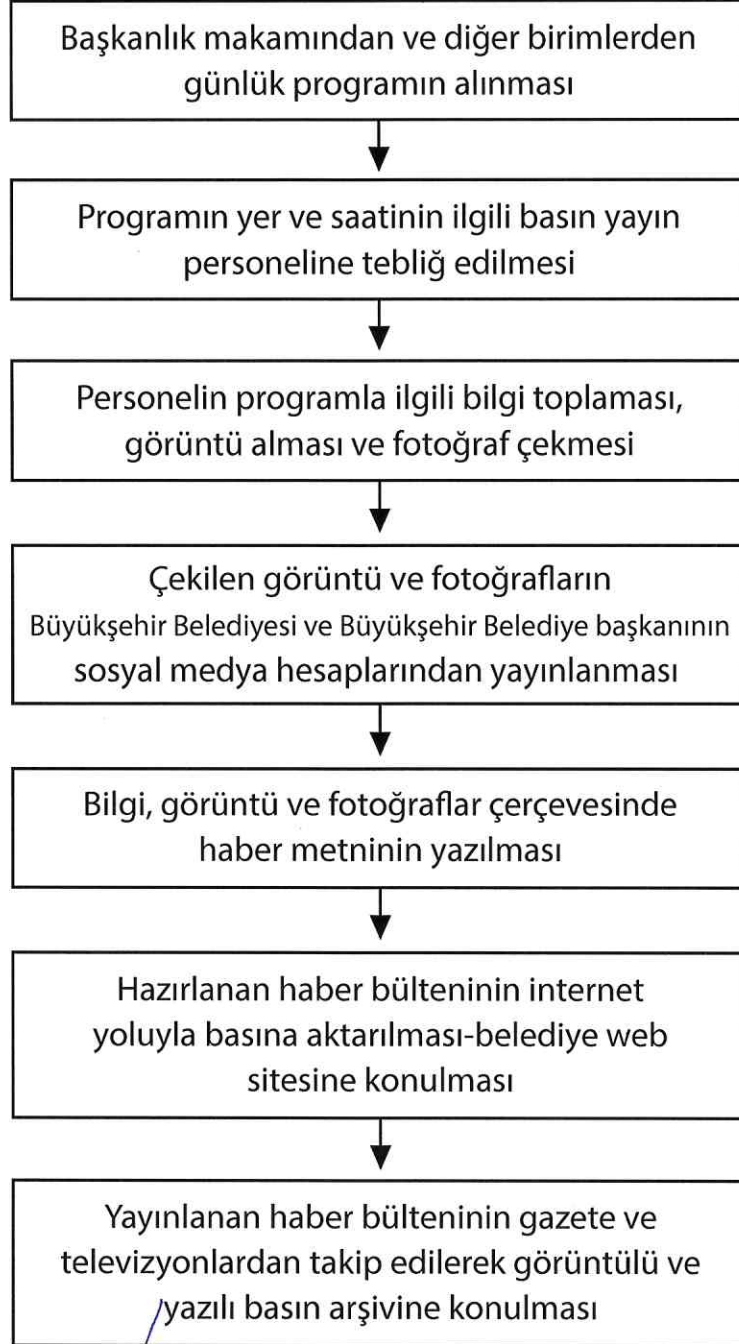 Başkanlık makamından ve diğer birimlerden
günlük programın alınması
Programın yer ve saatinin ilgili basın yayın
personeline tebliğ edilmesi
Personelin programla ilgili bilgi toplaması,
görüntü alması ve fotoğraf çekmesi
Çekilen görüntü ve fotoğrafların
Büyükşehir Belediyesi ve Büyükşehir Belediye başkanının
sosyal medya hesaplarından yayınlanması
Bilgi, görüntü ve fotoğraflar çerçevesinde
haber metninin yazılması
Hazırlanan haber bülteninin internet
yoluyla basına aktarılması-belediye web
sitesine konulması
Yayınlanan haber bülteninin gazete ve
televizyonlardan takip edilerek görüntülü ve
yazılı basın arşivine konulması